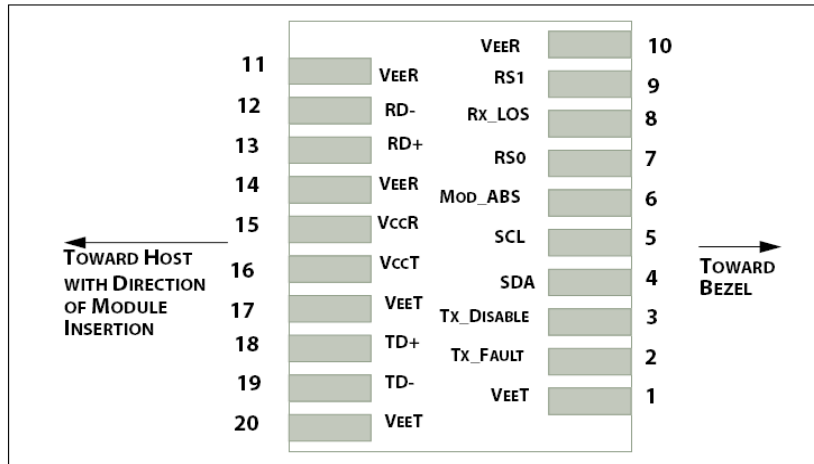 11 VEER
12 RD-
13 RD+
14 VEER
15 VCCR
16 VCCT
17 VEET
18 TD+
19 TD-
20 VEET
VEER 10
RS1 9
RX_LOS 8
RS0 7
MOD_ABS 6
SCL 5
SDA 4
TX_DISABLE 3
TX_FAULT 2
VEET 1
TOWARD HOST
WITH DIRECTION
OF MODULE
INSERTION
TOWARD
BEZEL